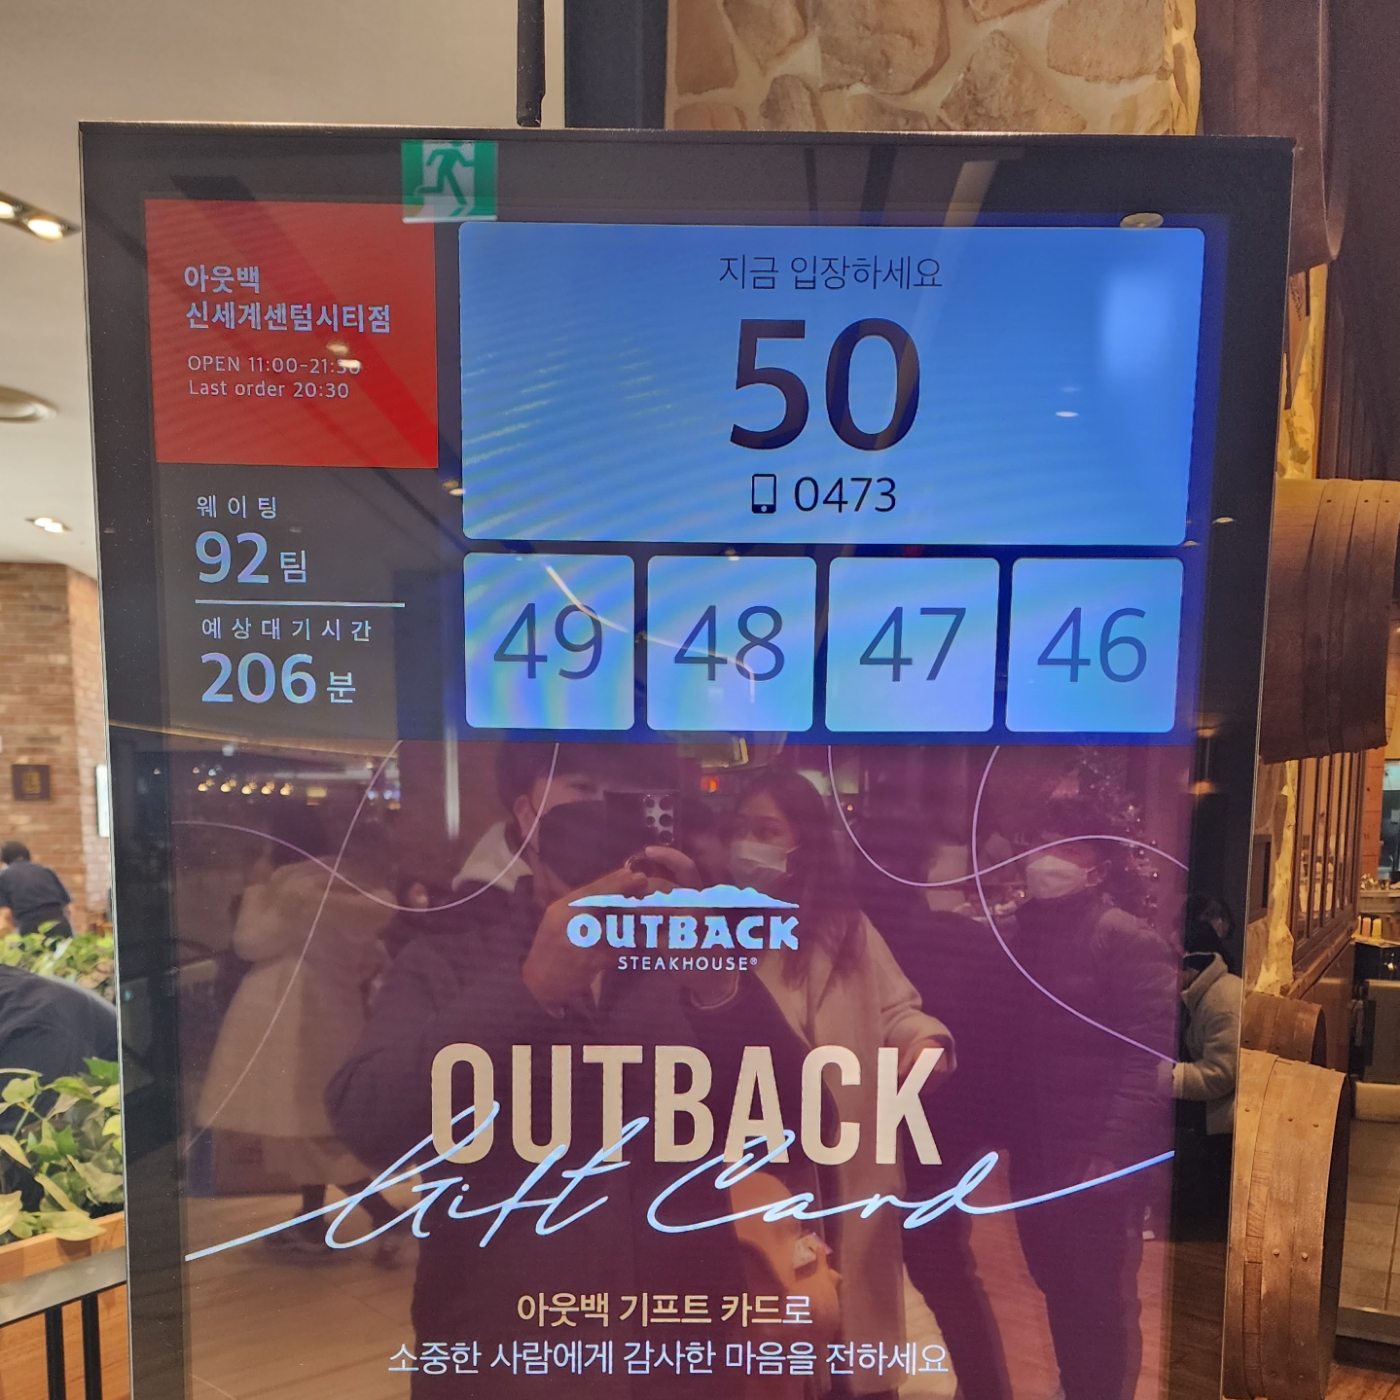 아웃백
신세계센텀시티점
OPEN 11:00-21:30
Last order 20:30
웨이팅
92팀
예상대기시간
206분
지금 입장하세요
50
0473
49 48 47 46
OUTBACK
STEAKHOUSE®
OUTBACK
Gift Card
아웃백 기프트 카드로
소중한 사람에게 감사한 마음을 전하세요